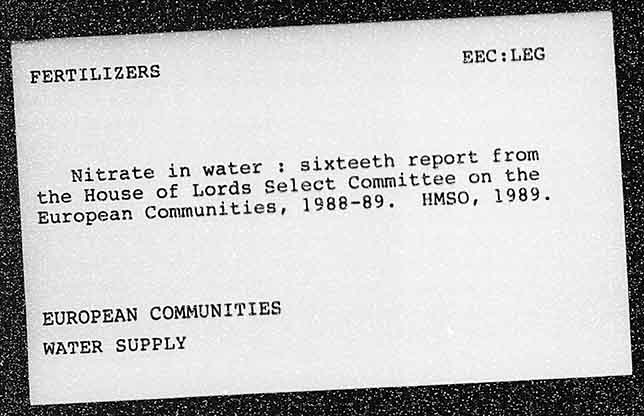 FERTILIZERS
EEC:LEG
Nitrate in water : sixteeth report from
the House of Lords Select Committee on the
European Communities, 1988-89. HMSO, 1989.
EUROPEAN COMMUNITIES
WATER SUPPLY